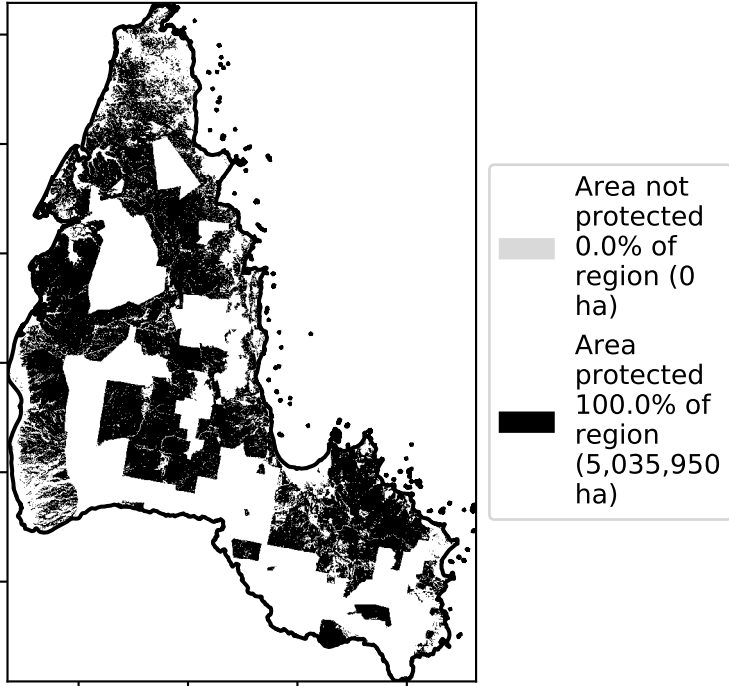 Area not
protected
0.0% of
region (0
ha)
Area
protected
100.0% of
region
(5,035,950
ha)